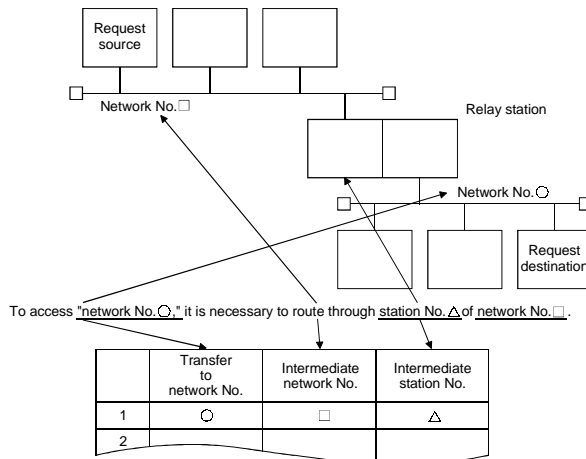 Request
source
Network No.□
Relay station
Network No.○
Request
destination
To access "network No.○," it is necessary to route through station No.△ of network No.□.
Transfer
to
network No.
Intermediate
network No.
Intermediate
station No.
1 ○ □ △
2